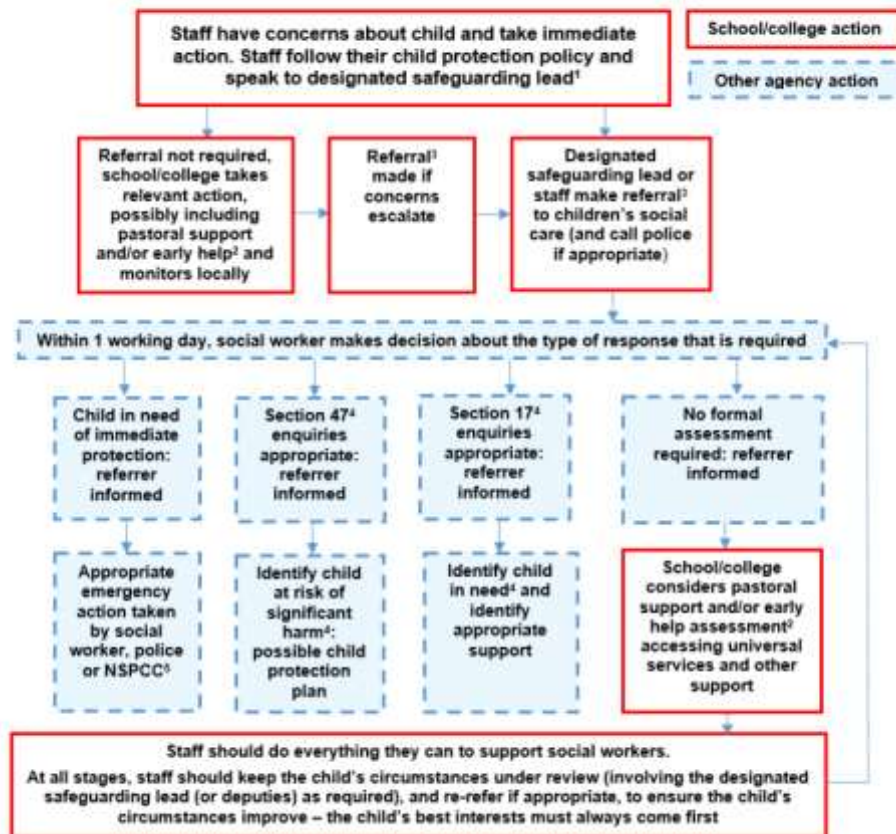 Staff have concerns about child and take immediate
action. Staff follow their child protection policy and
speak to designated safeguarding lead¹
School/college action
Other agency action
Referral not required,
school/college takes
relevant action,
possibly including
pastoral support
and/or early help² and
monitors locally
Referral³
made if
concerns
escalate
Designated
safeguarding lead or
staff make referral³
to children's social
care (and call police
if appropriate)
Within 1 working day, social worker makes decision about the type of response that is required
Child in need
of immediate
protection:
referrer
informed
Section 47⁴
enquiries
appropriate:
referrer
informed
Section 17⁴
enquiries
appropriate:
referrer
informed
No formal
assessment
required: referrer
informed
Appropriate
emergency
action taken
by social
worker, police
or NSPCC⁵
Identify child
at risk of
significant
harm⁴:
possible child
protection
plan
Identify child
in need⁴ and
identify
appropriate
support
School/college
considers pastoral
support and/or early
help assessment²
accessing universal
services and other
support
Staff should do everything they can to support social workers.
At all stages, staff should keep the child's circumstances under review (involving the designated
safeguarding lead (or deputies) as required), and re-refer if appropriate, to ensure the child's
circumstances improve – the child's best interests must always come first